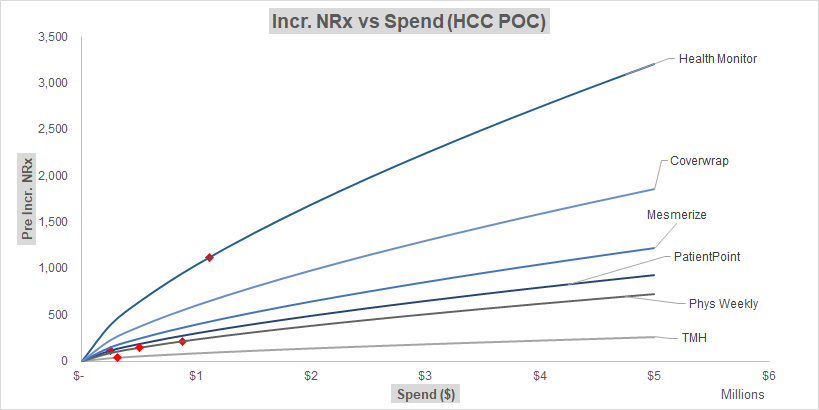 Incr. NRx vs Spend (HCC POC)
3,500
3,000
2,500
2,000
1,500
1,000
500
0
Pre Incr. NRx
Health Monitor
Coverwrap
Mesmerize
PatientPoint
Phys Weekly
TMH
$- $1 $2 $3 $4 $5 $6
Spend ($)
Millions